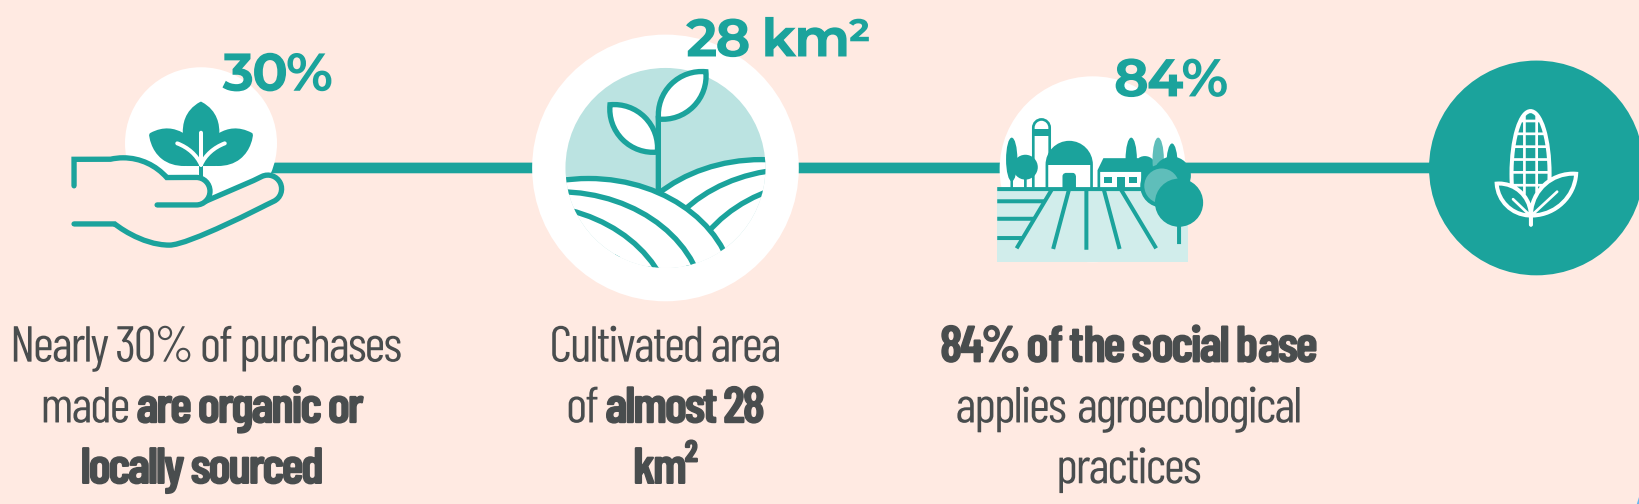 30%
28 km²
84%
Nearly 30% of purchases
made are organic or
locally sourced
Cultivated area
of almost 28
km²
84% of the social base
applies agroecological
practices